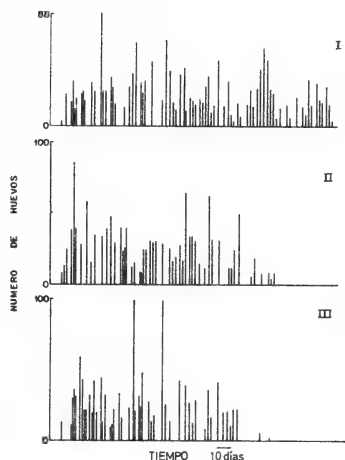 I
0
100
II
0
100
III
NUMERO DE HUEVOS
TIEMPO
10 días